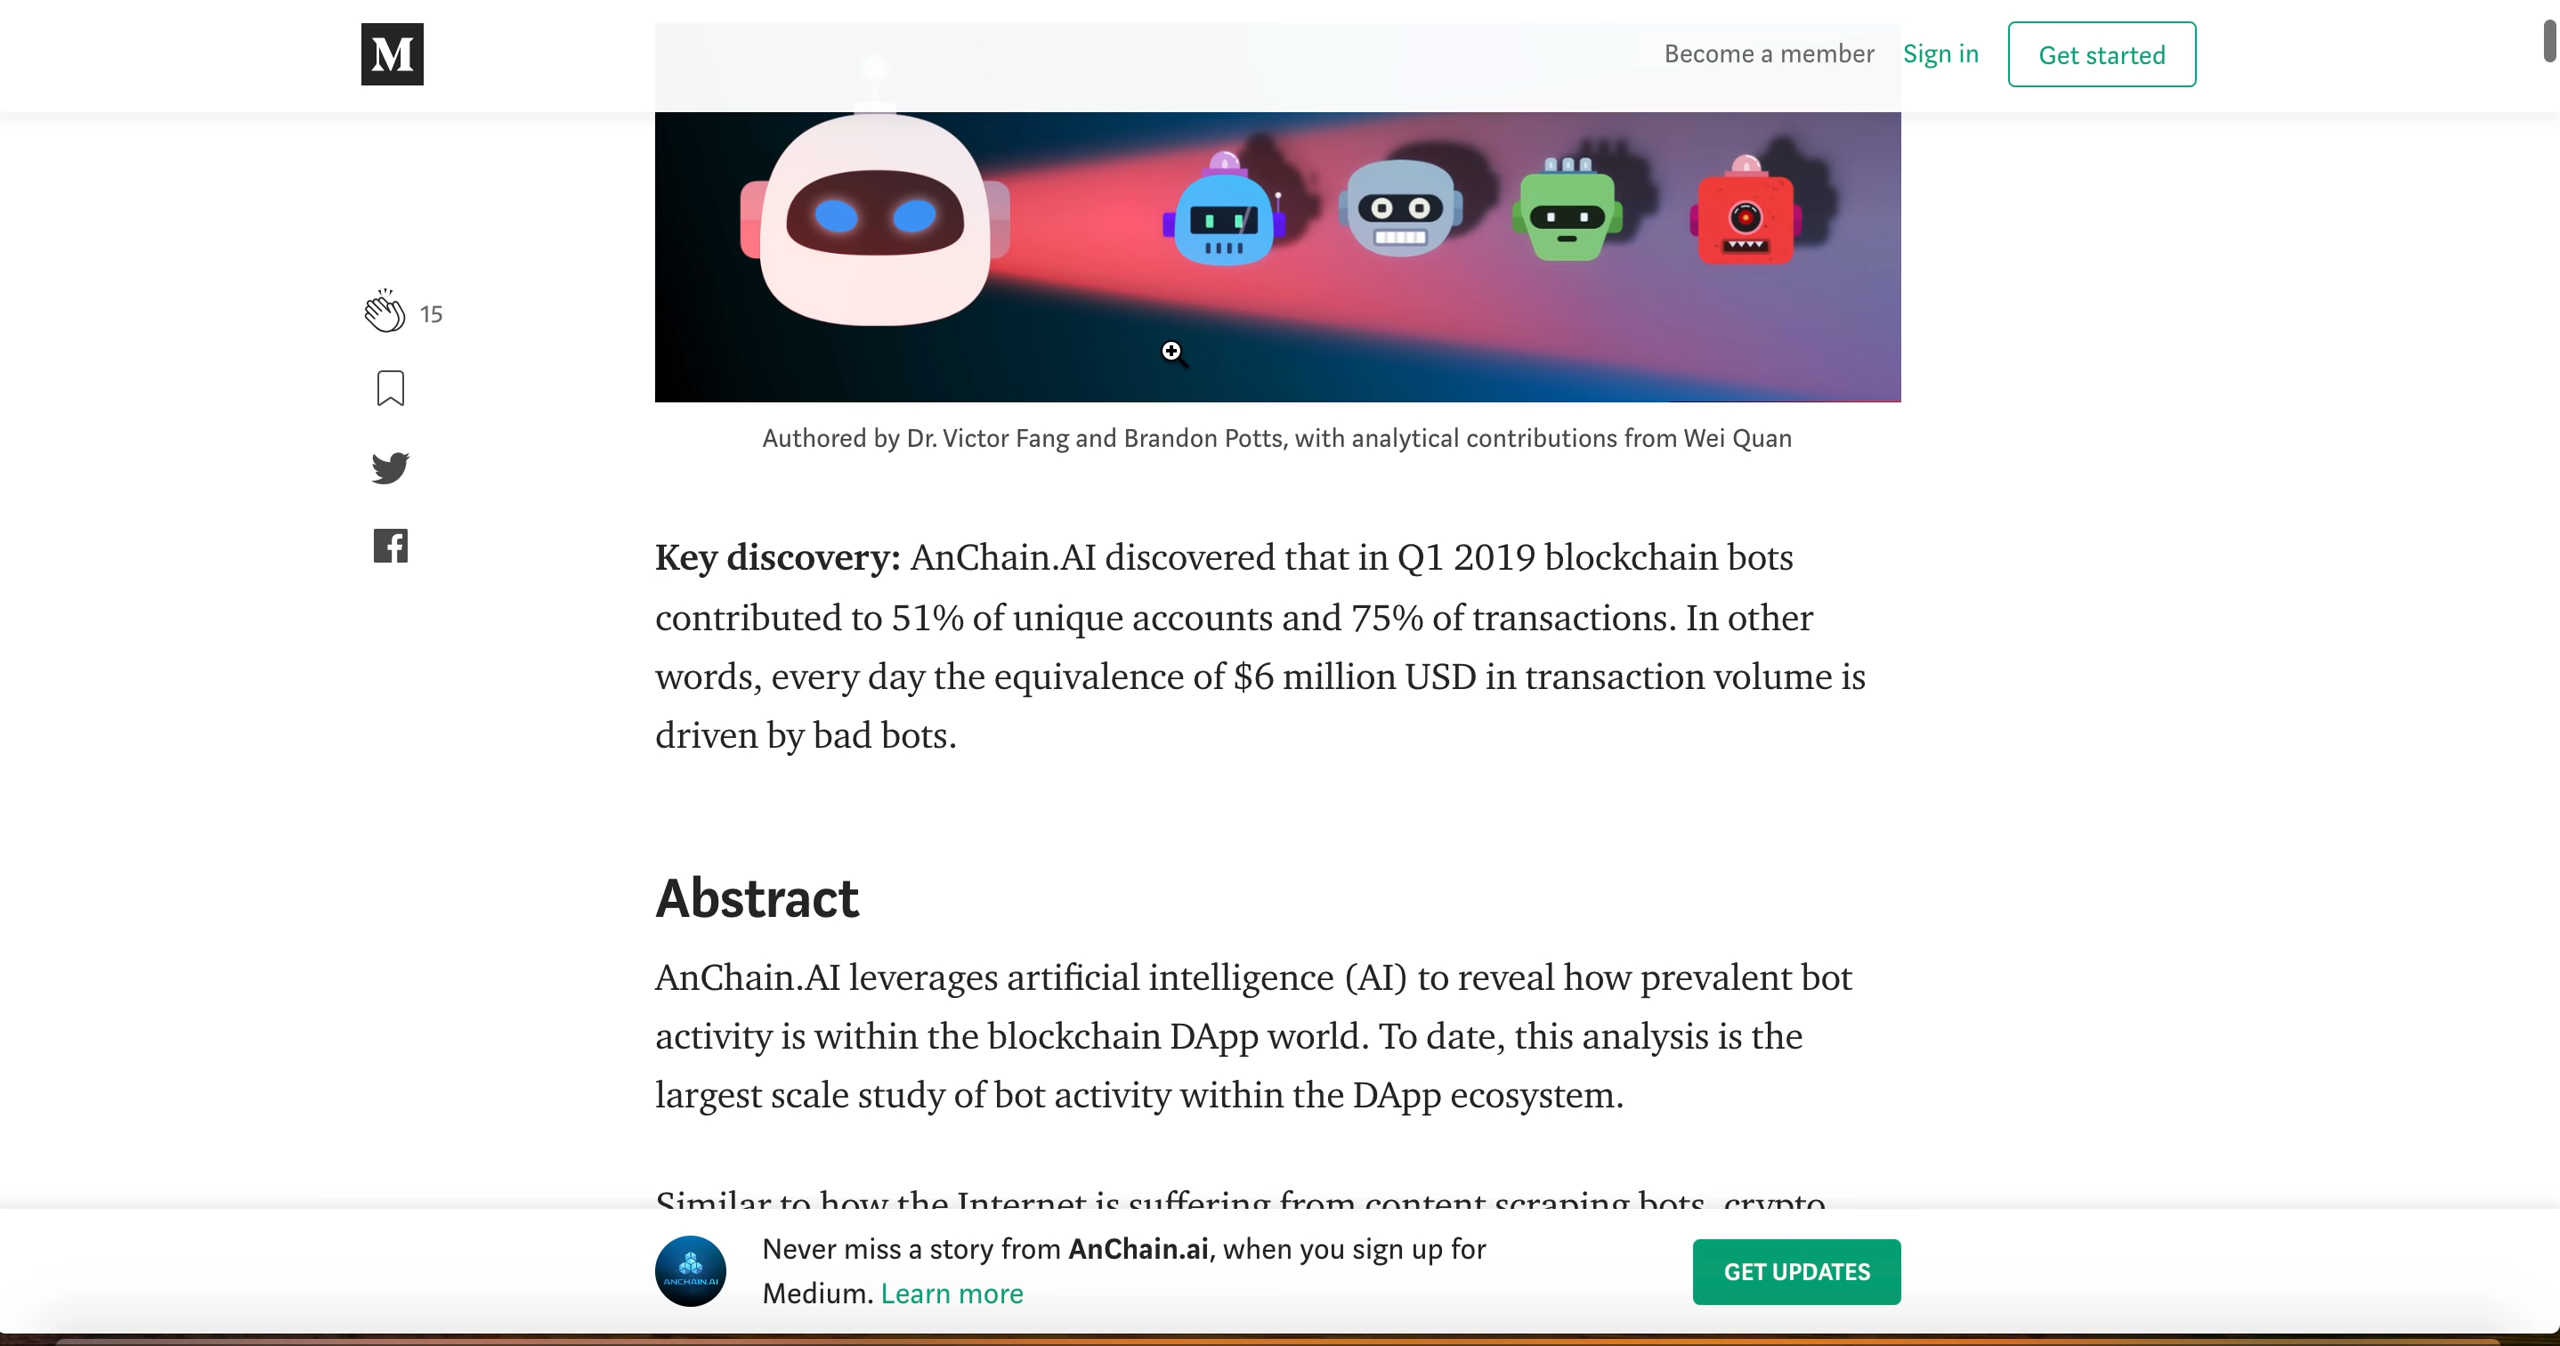 M
Become a member Sign in Get started
15
Authored by Dr. Victor Fang and Brandon Potts, with analytical contributions from Wei Quan
Key discovery: AnChain.AI discovered that in Q1 2019 blockchain bots
contributed to 51% of unique accounts and 75% of transactions. In other
words, every day the equivalence of $6 million USD in transaction volume is
driven by bad bots.
Abstract
AnChain.AI leverages artificial intelligence (AI) to reveal how prevalent bot
activity is within the blockchain DApp world. To date, this analysis is the
largest scale study of bot activity within the DApp ecosystem.
Similar to how the Internet is suffering from content scraping bots, crypto
ANCHAIN.AI
Never miss a story from AnChain.ai, when you sign up for
Medium. Learn more
GET UPDATES